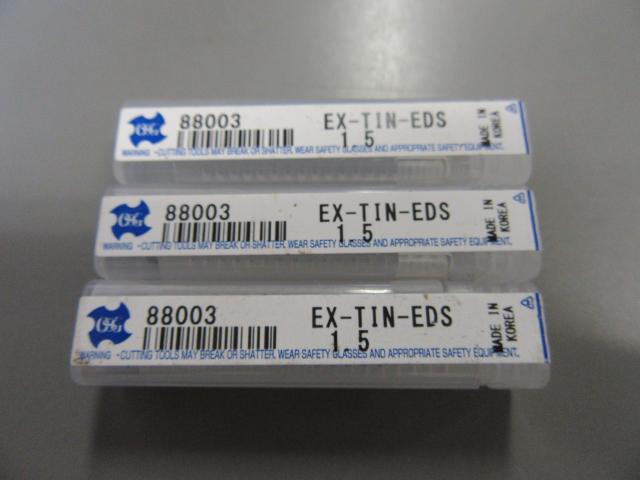 OSG 88003 EX-TIN-EDS
1.5
MADE IN KOREA
WARNING • CUTTING TOOLS MAY BREAK OR SHATTER. WEAR SAFETY GLASSES AND APPROPRIATE SAFETY EQUIPMENT.
OSG 88003 EX-TIN-EDS
1.5
MADE IN KOREA
WARNING • CUTTING TOOLS MAY BREAK OR SHATTER. WEAR SAFETY GLASSES AND APPROPRIATE SAFETY EQUIPMENT.
OSG 88003 EX-TIN-EDS
1.5
MADE IN KOREA
WARNING • CUTTING TOOLS MAY BREAK OR SHATTER. WEAR SAFETY GLASSES AND APPROPRIATE SAFETY EQUIPMENT.